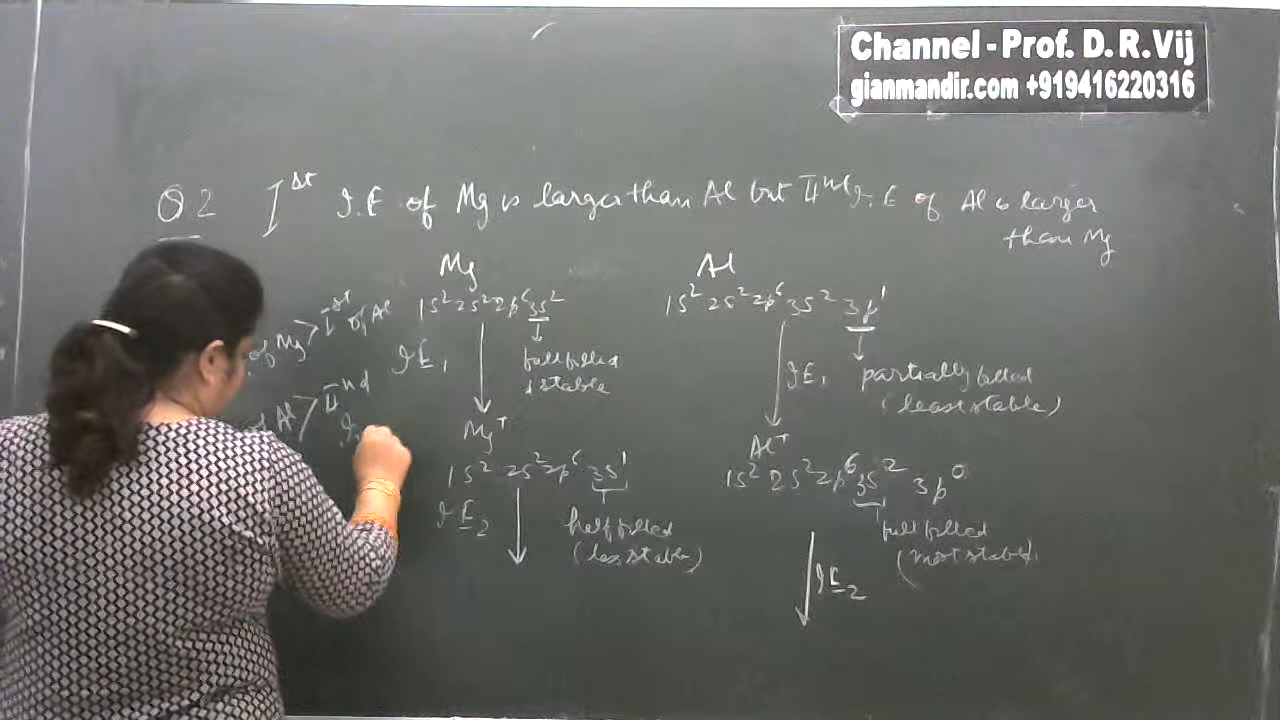 Channel - Prof. D. R. Vij
gianmandir.com +919416220316
Q 2 Ist I.E of Mg is larger than Al but IInd I.E of Al is larger
than Mg
Mg
1s² 2s² 2p⁶ 3s²
full filled
& stable
IE₁
Mg⁺
1s² 2s² 2p⁶ 3s¹
half filled
(less stable)
IE₂
Al
1s² 2s² 2p⁶ 3s² 3p¹
IE₁ partially filled
(least stable)
Al⁺
1s² 2s² 2p⁶ 3s² 3p⁰
full filled
(most stable)
IE₂
of Mg > Ist of Al
of Al > IInd